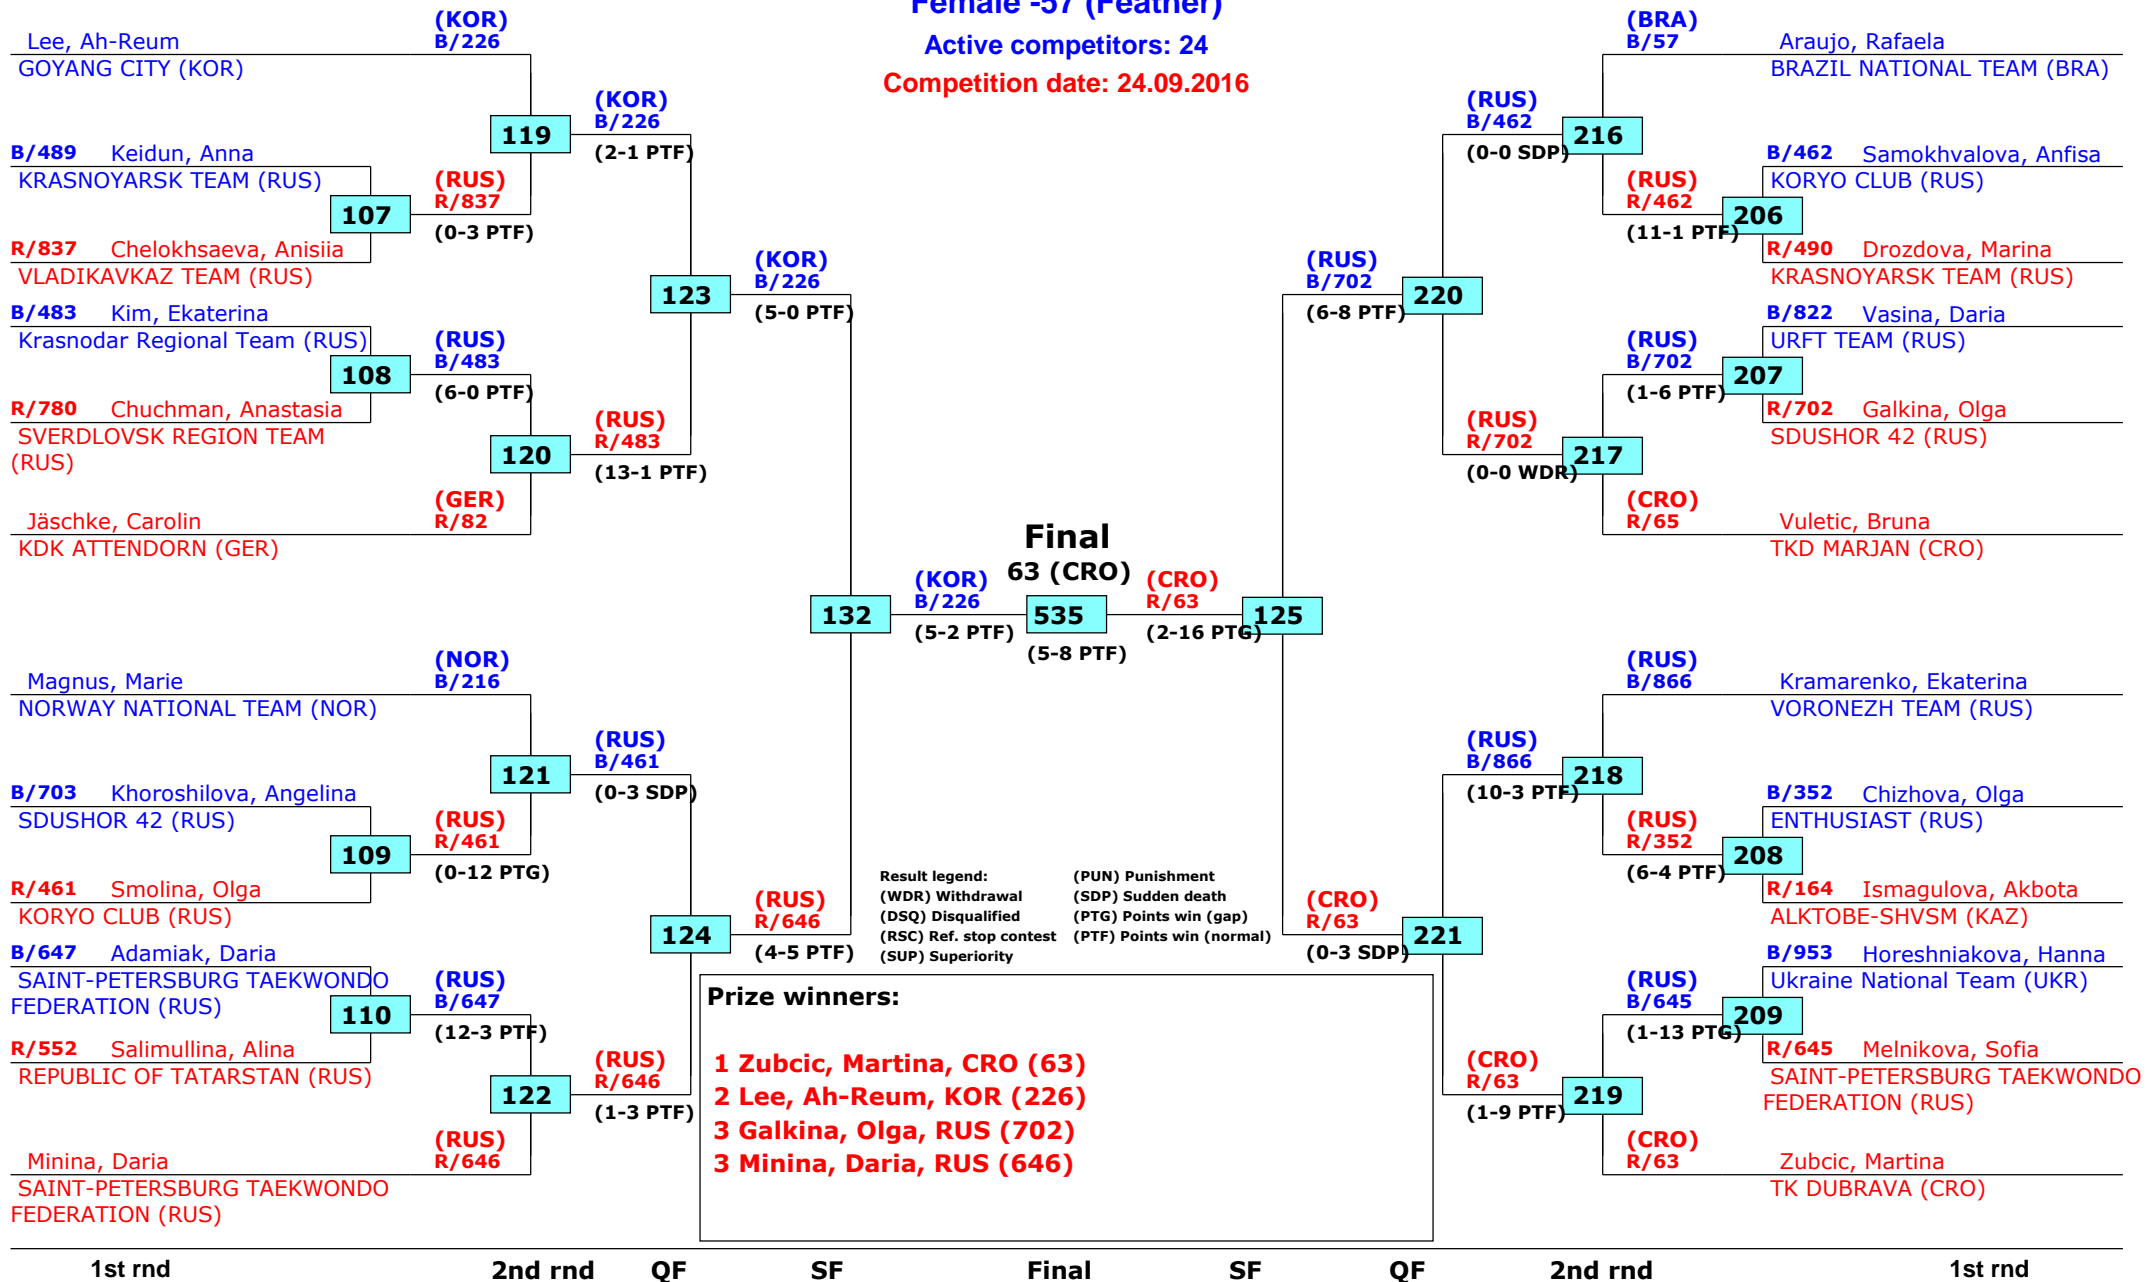 Female -57 (Feather)
Active competitors: 24
Competition date: 24.09.2016
(KOR)
B/226
Lee, Ah-Reum
GOYANG CITY (KOR)
(KOR)
B/226
119
(2-1 PTF)
B/489 Keidun, Anna
KRASNOYARSK TEAM (RUS)
107
(RUS)
R/837
(0-3 PTF)
R/837 Chelokhsaeva, Anisiia
VLADIKAVKAZ TEAM (RUS)
123
(KOR)
B/226
(5-0 PTF)
B/483 Kim, Ekaterina
Krasnodar Regional Team (RUS)
108
(RUS)
B/483
(6-0 PTF)
R/780 Chuchman, Anastasia
SVERDLOVSK REGION TEAM
(RUS)
120
(RUS)
R/483
(13-1 PTF)
(GER)
R/82
Jäschke, Carolin
KDK ATTENDORN (GER)
132
(KOR)
B/226
(5-2 PTF)
(NOR)
B/216
Magnus, Marie
NORWAY NATIONAL TEAM (NOR)
121
(RUS)
B/461
(0-3 SDP)
B/703 Khoroshilova, Angelina
SDUSHOR 42 (RUS)
109
(RUS)
R/461
(0-12 PTG)
R/461 Smolina, Olga
KORYO CLUB (RUS)
124
(RUS)
R/646
(4-5 PTF)
B/647 Adamiak, Daria
SAINT-PETERSBURG TAEKWONDO
FEDERATION (RUS)
110
(RUS)
B/647
(12-3 PTF)
R/552 Salimullina, Alina
REPUBLIC OF TATARSTAN (RUS)
122
(RUS)
R/646
(1-3 PTF)
(RUS)
R/646
Minina, Daria
SAINT-PETERSBURG TAEKWONDO
FEDERATION (RUS)
Final
63 (CRO)
535
(5-8 PTF)
(CRO)
R/63
(2-16 PTG)
125
(BRA)
B/57
Araujo, Rafaela
BRAZIL NATIONAL TEAM (BRA)
(RUS)
B/462
(0-0 SDP)
216
B/462 Samokhvalova, Anfisa
KORYO CLUB (RUS)
(RUS)
R/462
(11-1 PTF)
206
R/490 Drozdova, Marina
KRASNOYARSK TEAM (RUS)
(RUS)
B/702
(6-8 PTF)
220
B/822 Vasina, Daria
URFT TEAM (RUS)
(RUS)
B/702
(1-6 PTF)
207
R/702 Galkina, Olga
SDUSHOR 42 (RUS)
(RUS)
R/702
(0-0 WDR)
217
(CRO)
R/65
Vuletic, Bruna
TKD MARJAN (CRO)
(RUS)
B/866
Kramarenko, Ekaterina
VORONEZH TEAM (RUS)
(RUS)
B/866
(10-3 PTF)
218
B/352 Chizhova, Olga
ENTHUSIAST (RUS)
(RUS)
R/352
(6-4 PTF)
208
R/164 Ismagulova, Akbota
ALKTOBE-SHVSM (KAZ)
(CRO)
R/63
(0-3 SDP)
221
B/953 Horeshniakova, Hanna
Ukraine National Team (UKR)
(RUS)
B/645
(1-13 PTG)
209
R/645 Melnikova, Sofia
SAINT-PETERSBURG TAEKWONDO
FEDERATION (RUS)
(CRO)
R/63
(1-9 PTF)
219
(CRO)
R/63
Zubcic, Martina
TK DUBRAVA (CRO)
Result legend: (PUN) Punishment
(WDR) Withdrawal (SDP) Sudden death
(DSQ) Disqualified (PTG) Points win (gap)
(RSC) Ref. stop contest (PTF) Points win (normal)
(SUP) Superiority
Prize winners:
1 Zubcic, Martina, CRO (63)
2 Lee, Ah-Reum, KOR (226)
3 Galkina, Olga, RUS (702)
3 Minina, Daria, RUS (646)
1st rnd 2nd rnd QF SF Final SF QF 2nd rnd 1st rnd